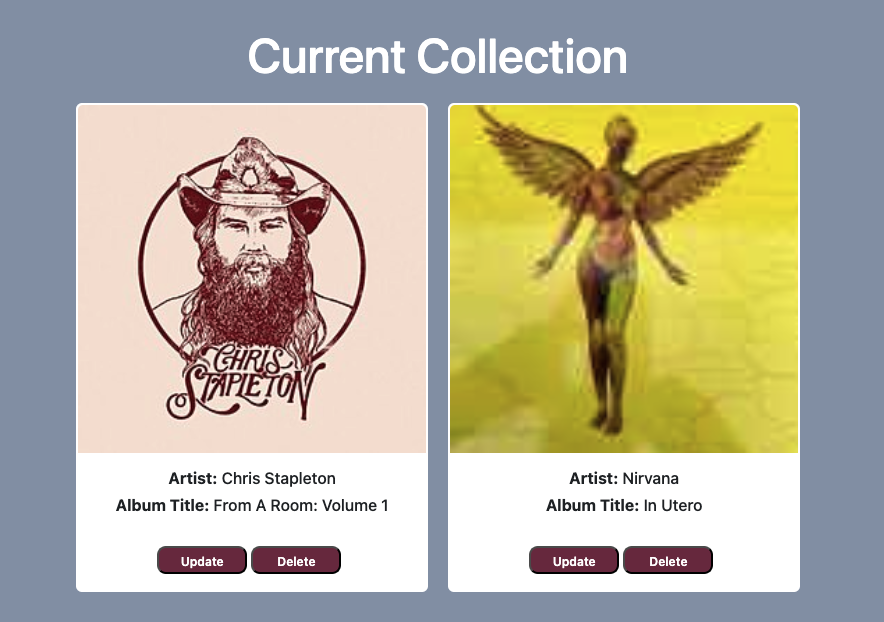 Current Collection
CHRIS
STAPLETON
Artist: Chris Stapleton
Album Title: From A Room: Volume 1
Update Delete
Artist: Nirvana
Album Title: In Utero
Update Delete